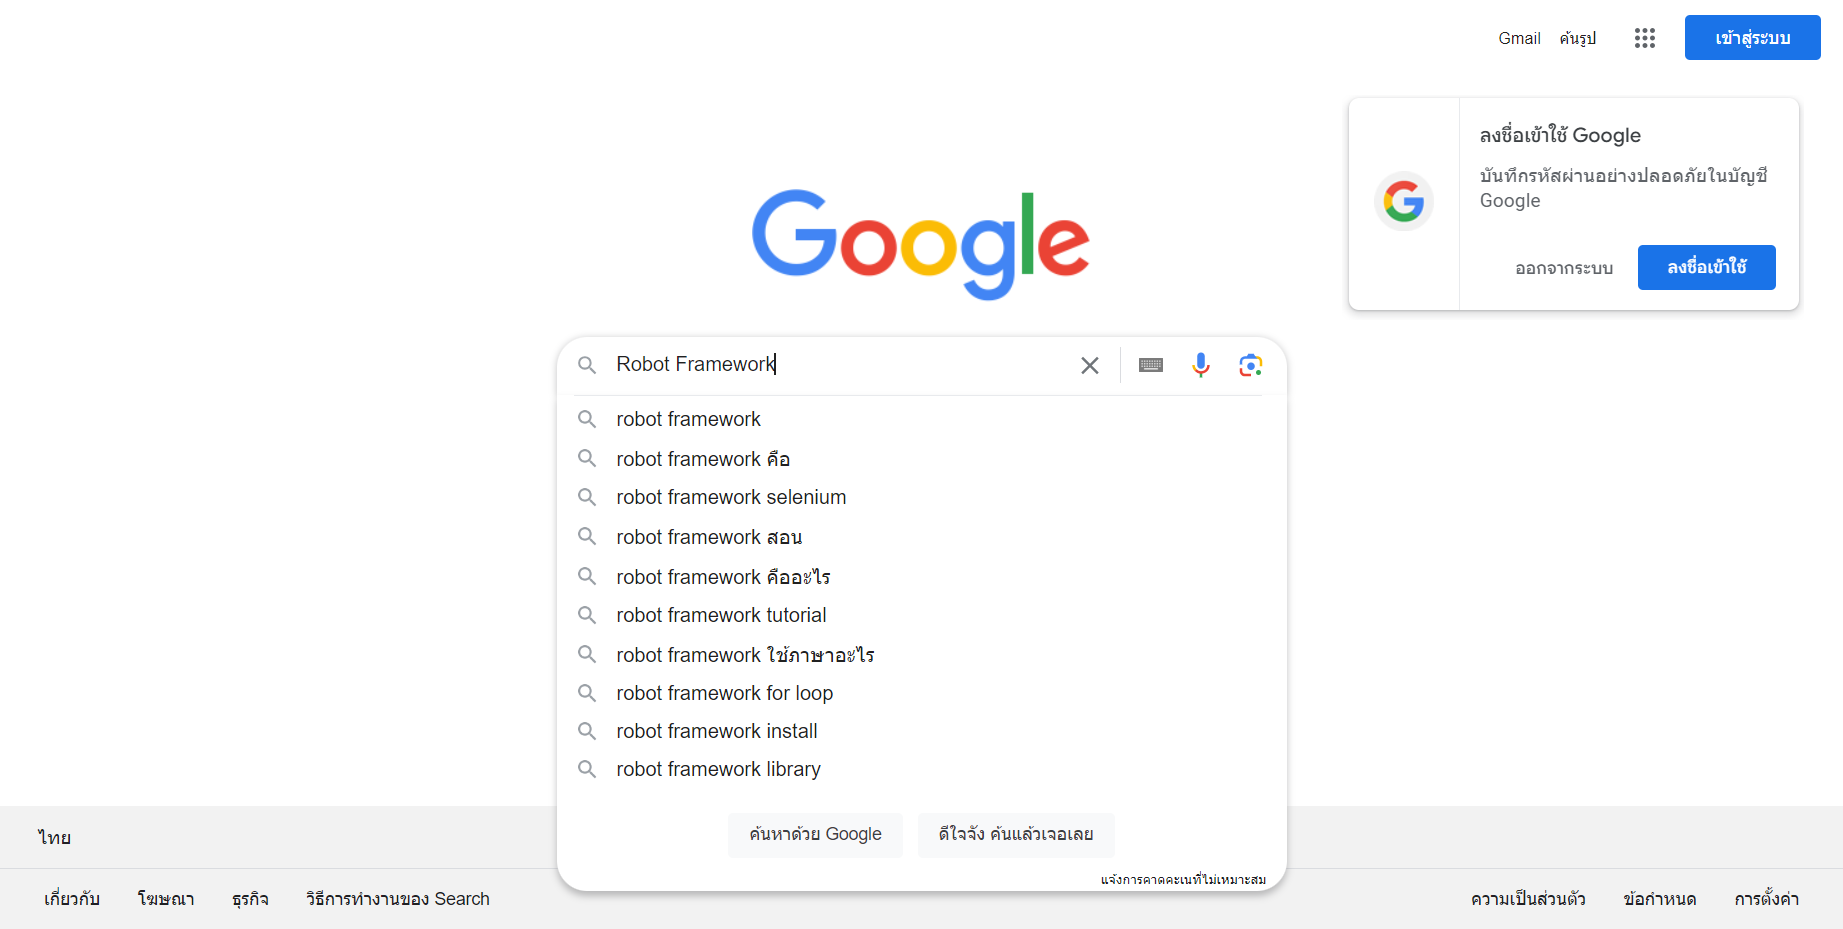 Gmail ค้นรูป เข้าสู่ระบบ
ลงชื่อเข้าใช้ Google
บันทึกรหัสผ่านอย่างปลอดภัยในบัญชี
Google
ออกจากระบบ ลงชื่อเข้าใช้
Google
Robot Framework
robot framework
robot framework คือ
robot framework selenium
robot framework สอน
robot framework คืออะไร
robot framework tutorial
robot framework ใช้ภาษาอะไร
robot framework for loop
robot framework install
robot framework library
ค้นหาด้วย Google ดีใจจัง ค้นแล้วเจอเลย
แจ้งการคาดคะเนที่ไม่เหมาะสม
ไทย
เกี่ยวกับ โฆษณา ธุรกิจ วิธีการทำงานของ Search ความเป็นส่วนตัว ข้อกำหนด การตั้งค่า